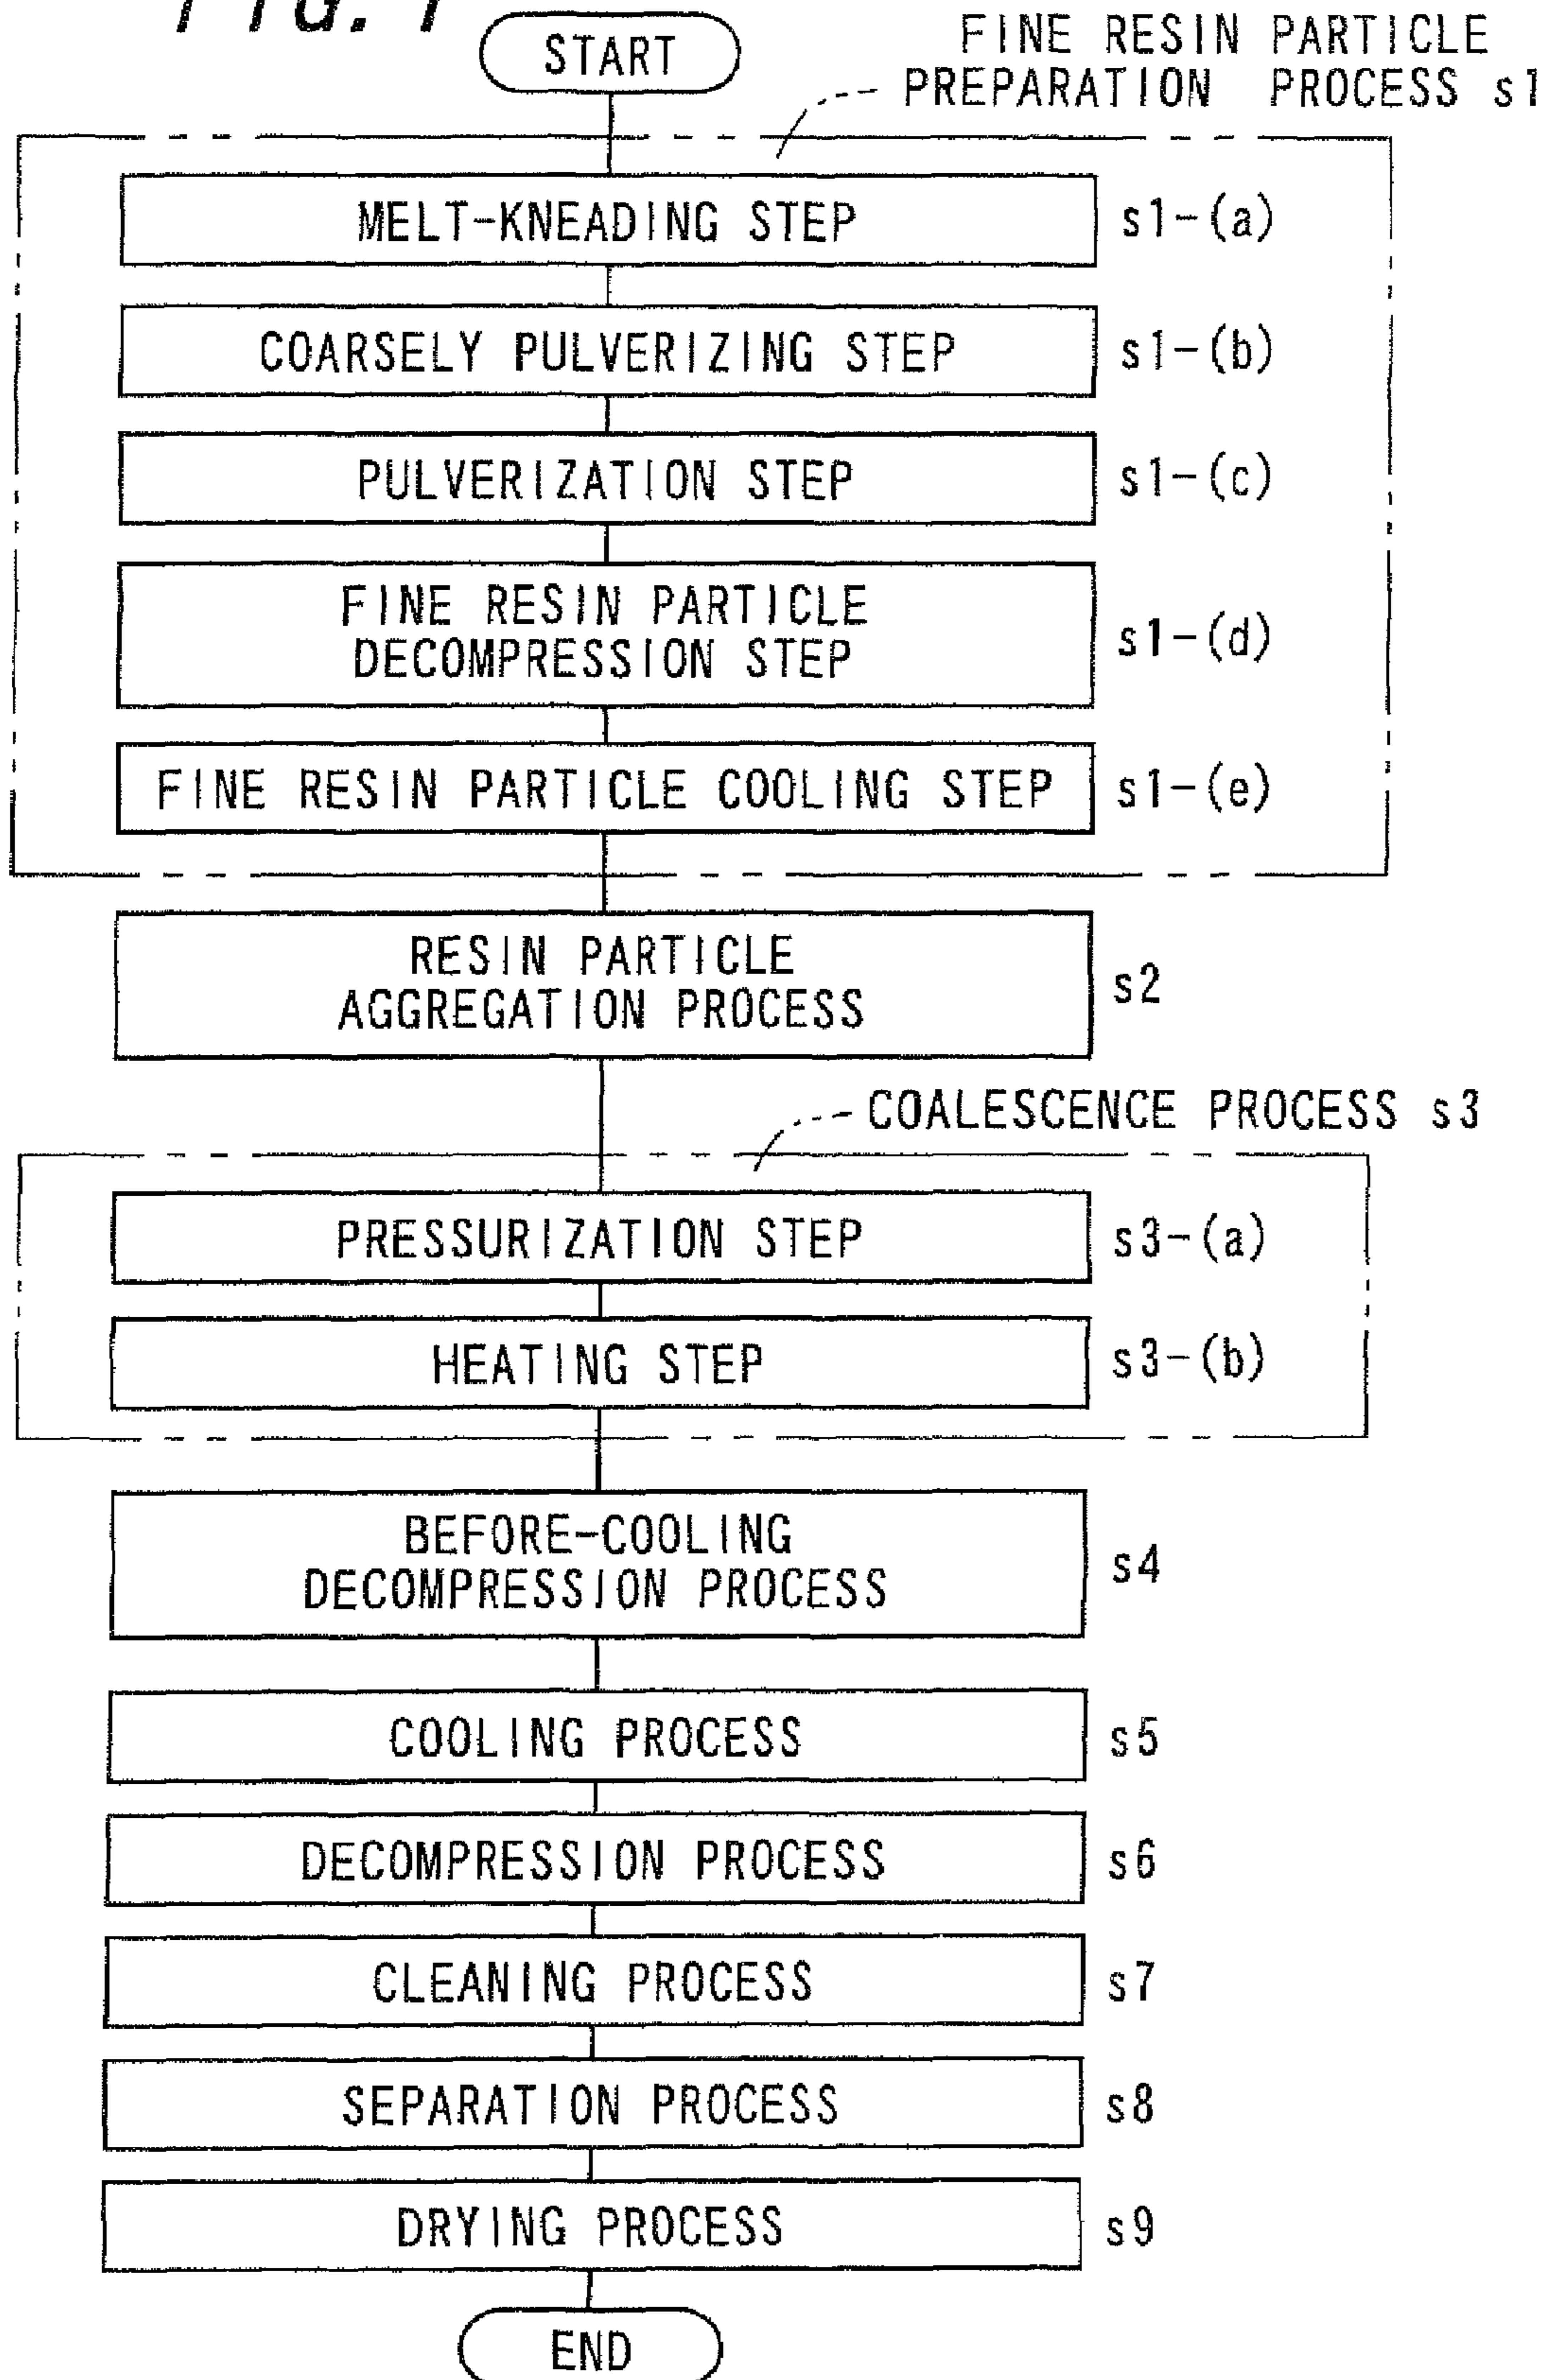 FIG. 1
START
FINE RESIN PARTICLE
PREPARATION PROCESS s1
MELT-KNEADING STEP s1-(a)
COARSELY PULVERIZING STEP s1-(b)
PULVERIZATION STEP s1-(c)
FINE RESIN PARTICLE
DECOMPRESSION STEP s1-(d)
FINE RESIN PARTICLE COOLING STEP s1-(e)
RESIN PARTICLE
AGGREGATION PROCESS s2
COALESCENCE PROCESS s3
PRESSURIZATION STEP s3-(a)
HEATING STEP s3-(b)
BEFORE-COOLING
DECOMPRESSION PROCESS s4
COOLING PROCESS s5
DECOMPRESSION PROCESS s6
CLEANING PROCESS s7
SEPARATION PROCESS s8
DRYING PROCESS s9
END